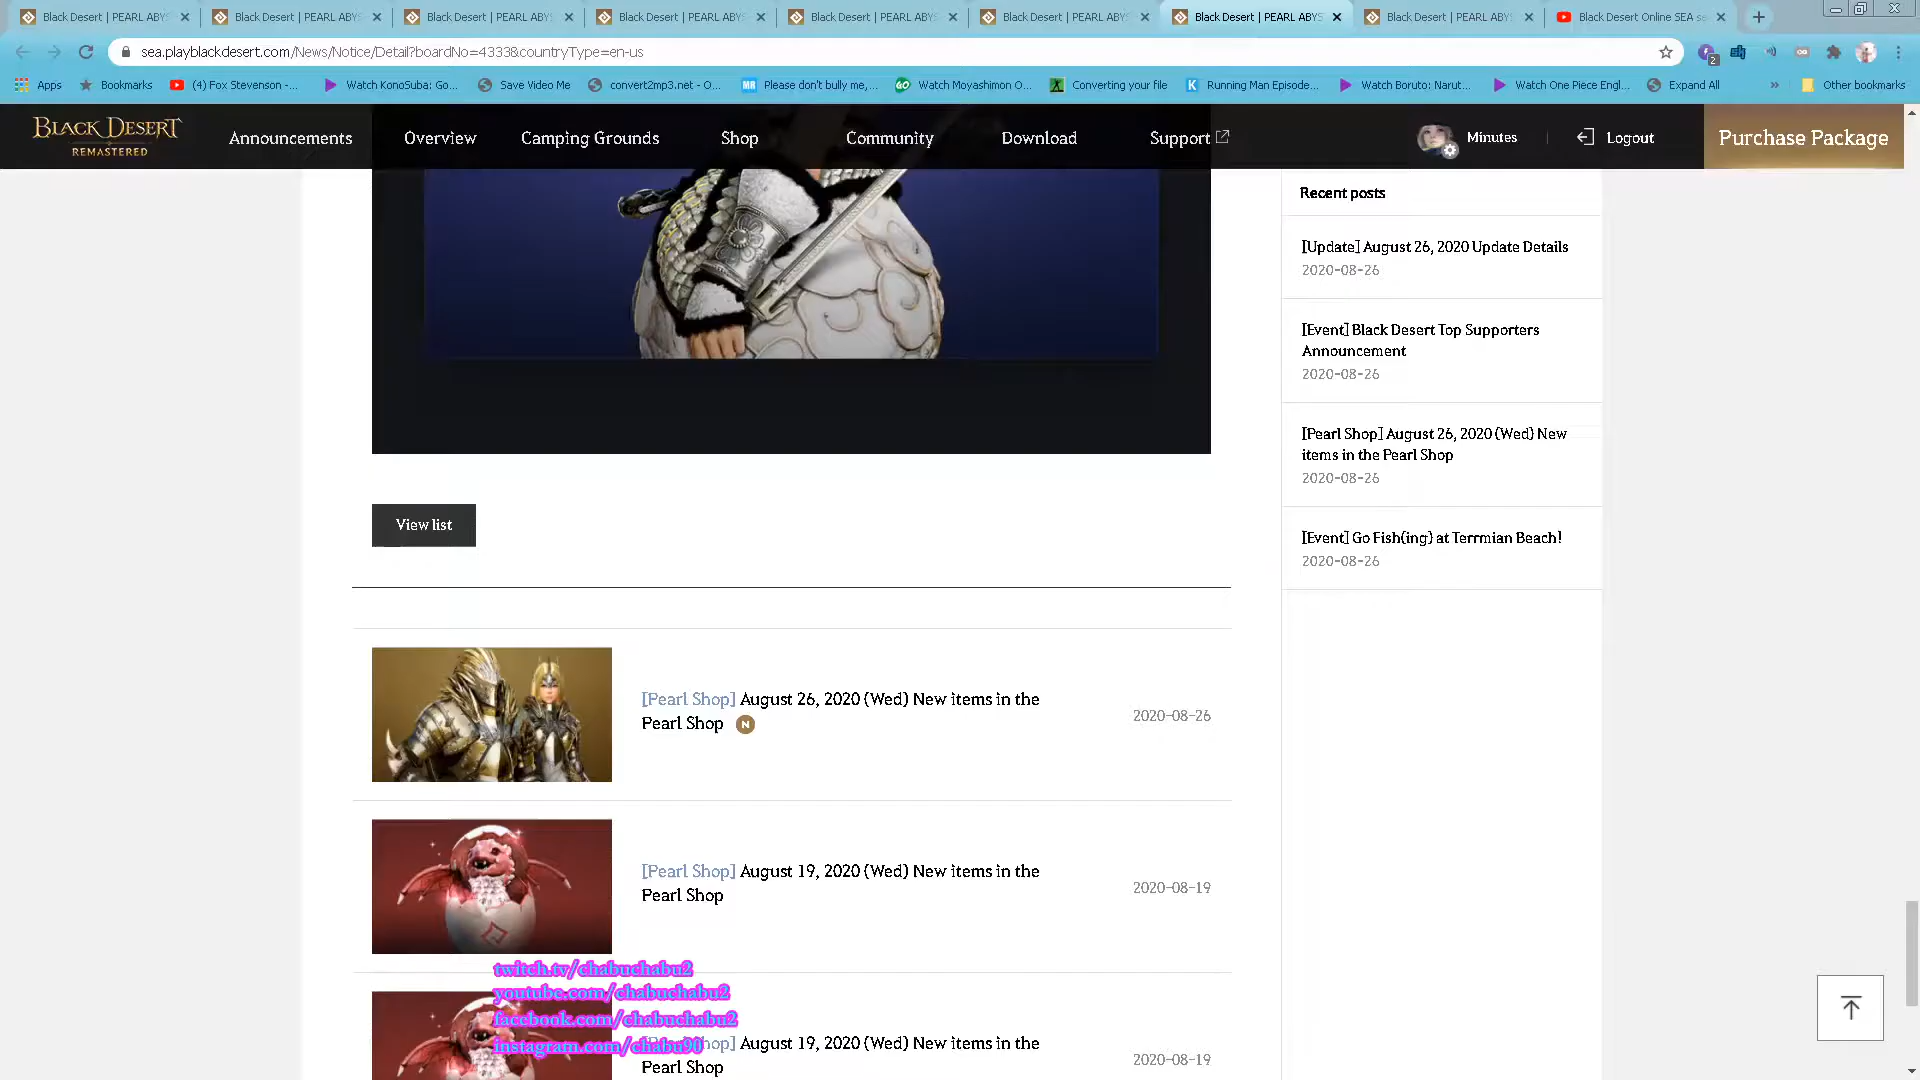 Black Desert | PEARL ABYS
Black Desert | PEARL ABYS
Black Desert | PEARL ABYS
Black Desert | PEARL ABYS
Black Desert | PEARL ABYS
Black Desert | PEARL ABYS
Black Desert | PEARL ABYS
Black Desert | PEARL ABYS
Black Desert Online SEA se
sea.playblackdesert.com/News/Notice/Detail?boardNo=4333&countryType=en-us
2
Apps
Bookmarks
(4) Fox Stevenson -...
Watch KonoSuba: Go...
Save Video Me
convert2mp3.net - O...
MR Please don't bully me,...
GO Watch Moyashimon O...
Converting your file
K Running Man Episode...
Watch Boruto: Narut...
Watch One Piece Engl...
Expand All
»
Other bookmarks
BLACK DESERT
REMASTERED
Announcements
Overview
Camping Grounds
Shop
Community
Download
Support
Minutes
Logout
Purchase Package
Recent posts
[Update] August 26, 2020 Update Details
2020-08-26
[Event] Black Desert Top Supporters
Announcement
2020-08-26
[Pearl Shop] August 26, 2020 (Wed) New
items in the Pearl Shop
2020-08-26
[Event] Go Fish(ing) at Terrmian Beach!
2020-08-26
View list
[Pearl Shop] August 26, 2020 (Wed) New items in the
Pearl Shop N
2020-08-26
[Pearl Shop] August 19, 2020 (Wed) New items in the
Pearl Shop
2020-08-19
twitch.tv/chabuchabu2
youtube.com/chabuchabu2
facebook.com/chabuchabu2
instagram.com/chabu90
hop] August 19, 2020 (Wed) New items in the
Pearl Shop
2020-08-19